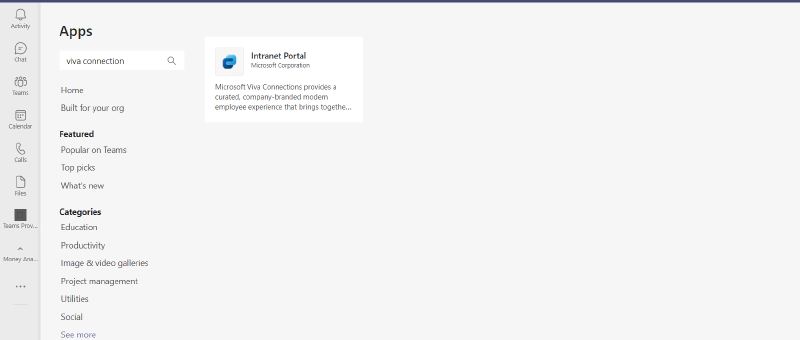 Activity
Chat
Teams
Calendar
Calls
Files
Teams Prov...
Money Ana...
Apps
viva connection
Home
Built for your org
Featured
Popular on Teams
Top picks
What's new
Categories
Education
Productivity
Image & video galleries
Project management
Utilities
Social
See more
Intranet Portal
Microsoft Corporation
Microsoft Viva Connections provides a
curated, company-branded modern
employee experience that brings togethe...